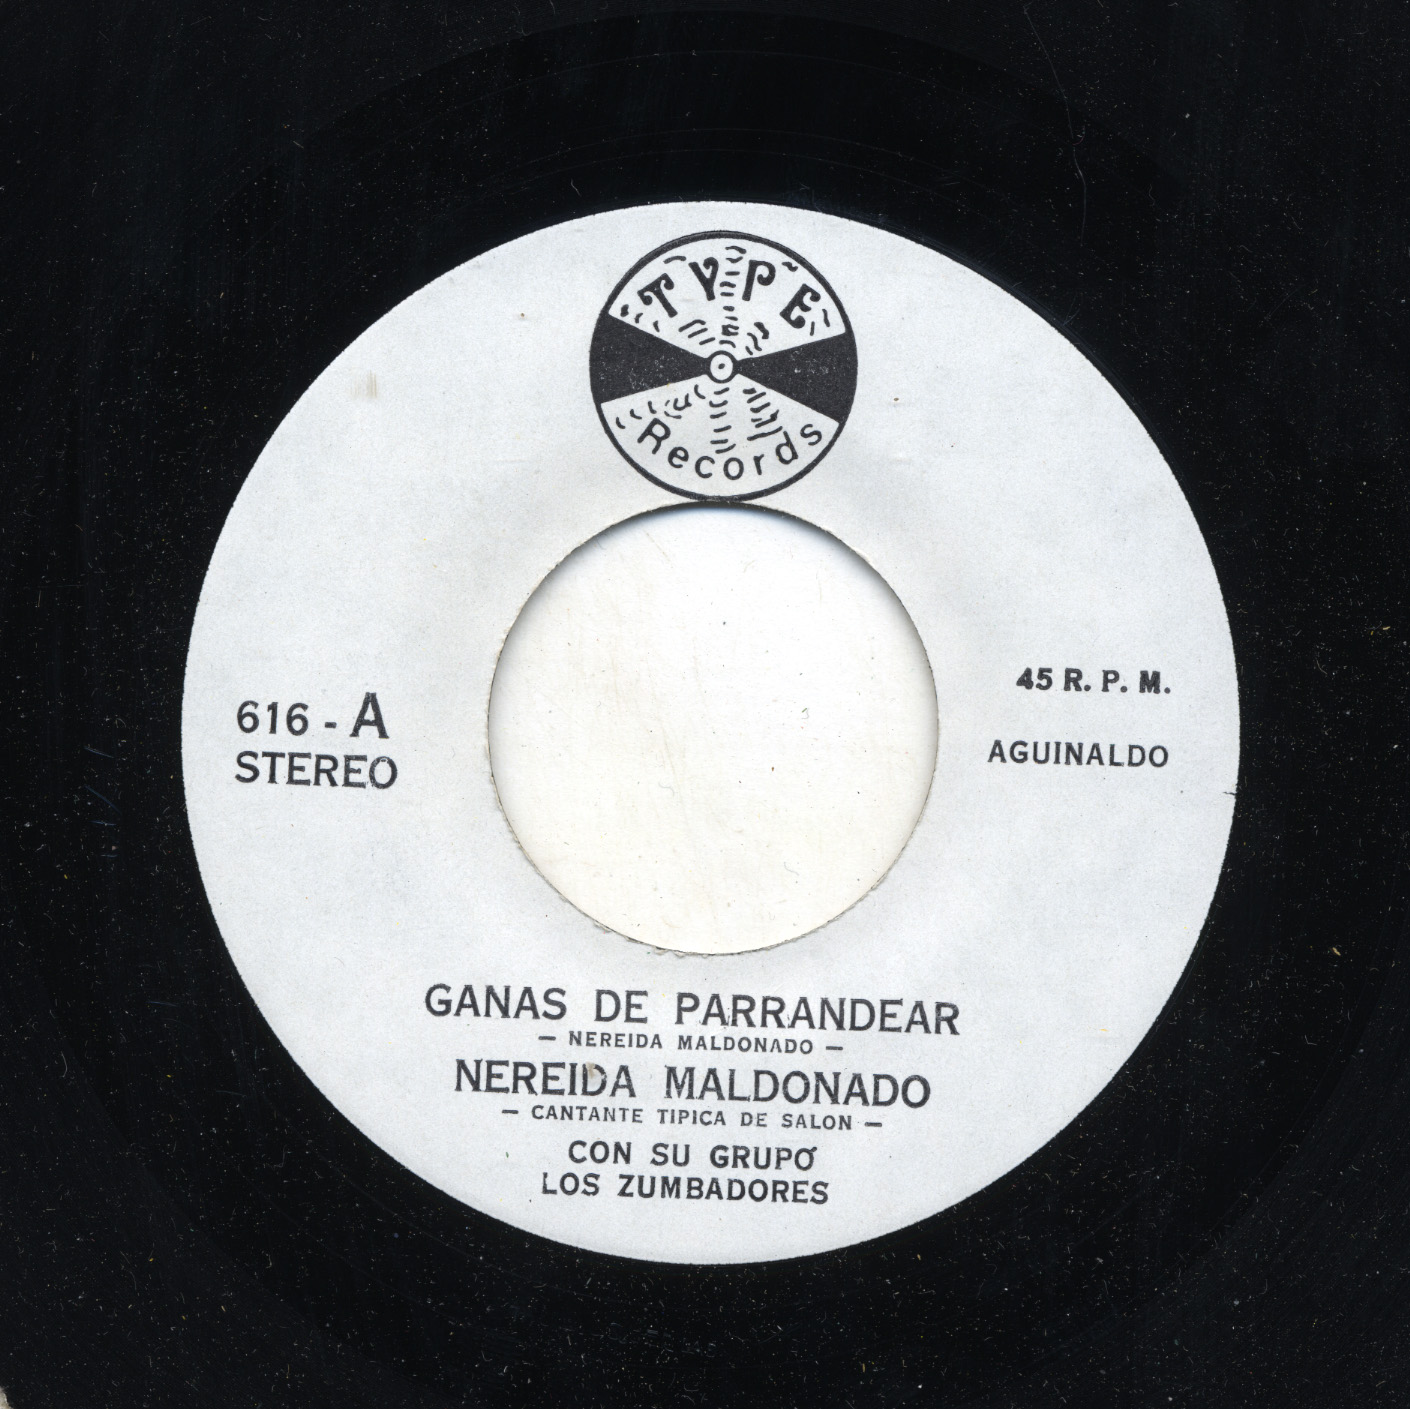 TYPE
Records
616 - A
STEREO
45 R. P. M.
AGUINALDO
GANAS DE PARRANDEAR
— NEREIDA MALDONADO —
NEREIDA MALDONADO
— CANTANTE TIPICA DE SALON —
CON SU GRUPO
LOS ZUMBADORES